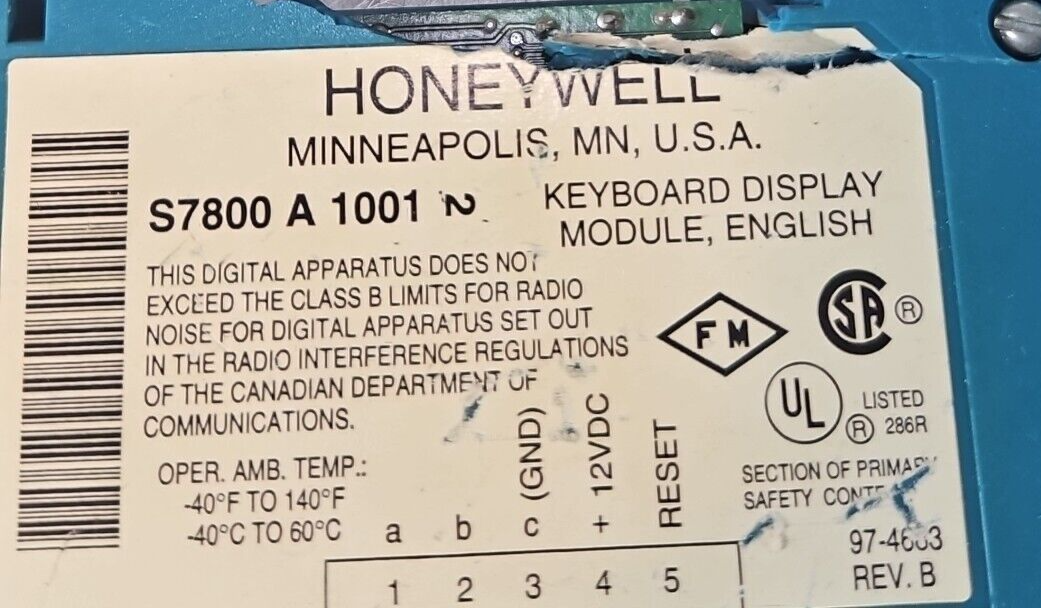 HONEYWELL
MINNEAPOLIS, MN, U.S.A.
S7800 A 1001 2
KEYBOARD DISPLAY
MODULE, ENGLISH
THIS DIGITAL APPARATUS DOES NOT
EXCEED THE CLASS B LIMITS FOR RADIO
NOISE FOR DIGITAL APPARATUS SET OUT
IN THE RADIO INTERFERENCE REGULATIONS
OF THE CANADIAN DEPARTMENT OF
COMMUNICATIONS.
FM
SA ®
UL ®
LISTED
286R
OPER. AMB. TEMP.:
-40°F TO 140°F
-40°C TO 60°C
a b c (GND) + 12VDC RESET
1 2 3 4 5
SECTION OF PRIMARY
SAFETY
REV. B